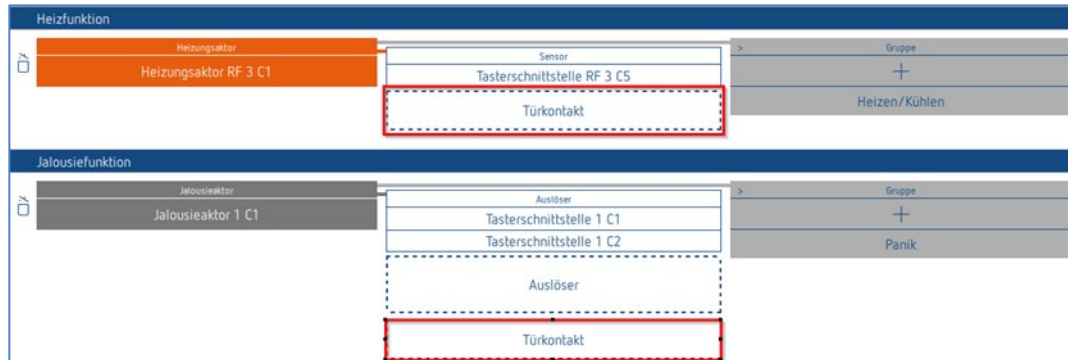 Heizfunktion
Heizungsaktor
Heizungsaktor RF 3 C1
Sensor
Tasterschnittstelle RF 3 C5
Türkontakt
> Gruppe
+
Heizen/Kühlen
Jalousiefunktion
Jalousieaktor
Jalousieaktor 1 C1
Auslöser
Tasterschnittstelle 1 C1
Tasterschnittstelle 1 C2
Auslöser
Türkontakt
> Gruppe
+
Panik